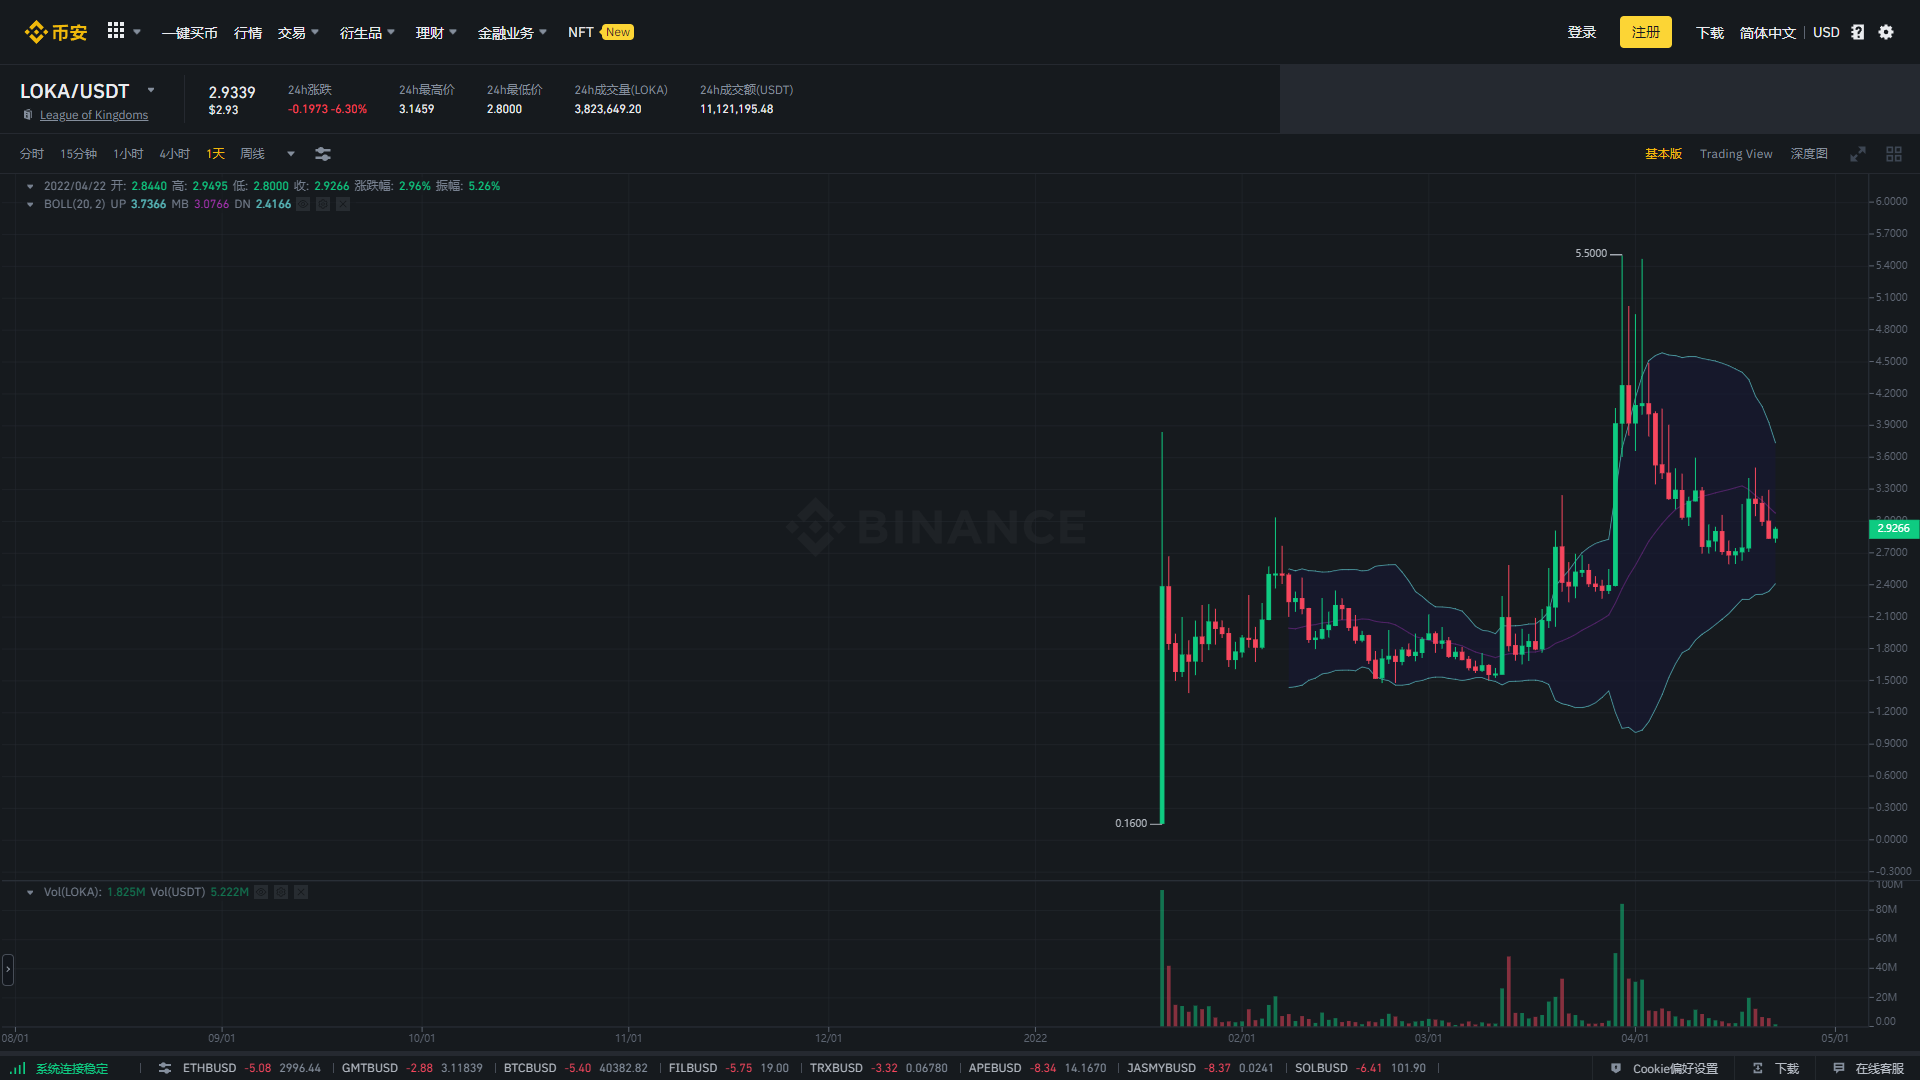 币安 一键买币 行情 交易 衍生品 理财 金融业务 NFT New 登录 注册 下载 简体中文 USD
LOKA/USDT
League of Kingdoms
2.9339
$2.93
24h涨跌
-0.1973 -6.30%
24h最高价
3.1459
24h最低价
2.8000
24h成交量(LOKA)
3,823,649.20
24h成交额(USDT)
11,121,195.48
分时 15分钟 1小时 4小时 1天 周线 基本版 Trading View 深度图
2022/04/22 开: 2.8440 高: 2.9495 低: 2.8000 收: 2.9266 涨跌幅: 2.96% 振幅: 5.26%
BOLL(20, 2) UP 3.7366 MB 3.0766 DN 2.4166
6.0000
5.7000
5.4000
5.1000
4.8000
4.5000
4.2000
3.9000
3.6000
3.3000
3.0000
2.9266
2.7000
2.4000
2.1000
1.8000
1.5000
1.2000
0.9000
0.6000
0.3000
0.0000
-0.3000
5.5000
BINANCE
0.1600
Vol(LOKA): 1.825M Vol(USDT) 5.222M
100M
80M
60M
40M
20M
0.00
08/01 09/01 10/01 11/01 12/01 2022 02/01 03/01 04/01 05/01
系统连接稳定 ETHBUSD -5.08 2996.44 GMTBUSD -2.88 3.11839 BTCBUSD -5.40 40382.82 FILBUSD -5.75 19.00 TRXBUSD -3.32 0.06780 APEBUSD -8.34 14.1670 JASMYBUSD -8.37 0.0241 SOLBUSD -6.41 101.90 Cookie偏好设置 下载 在线客服